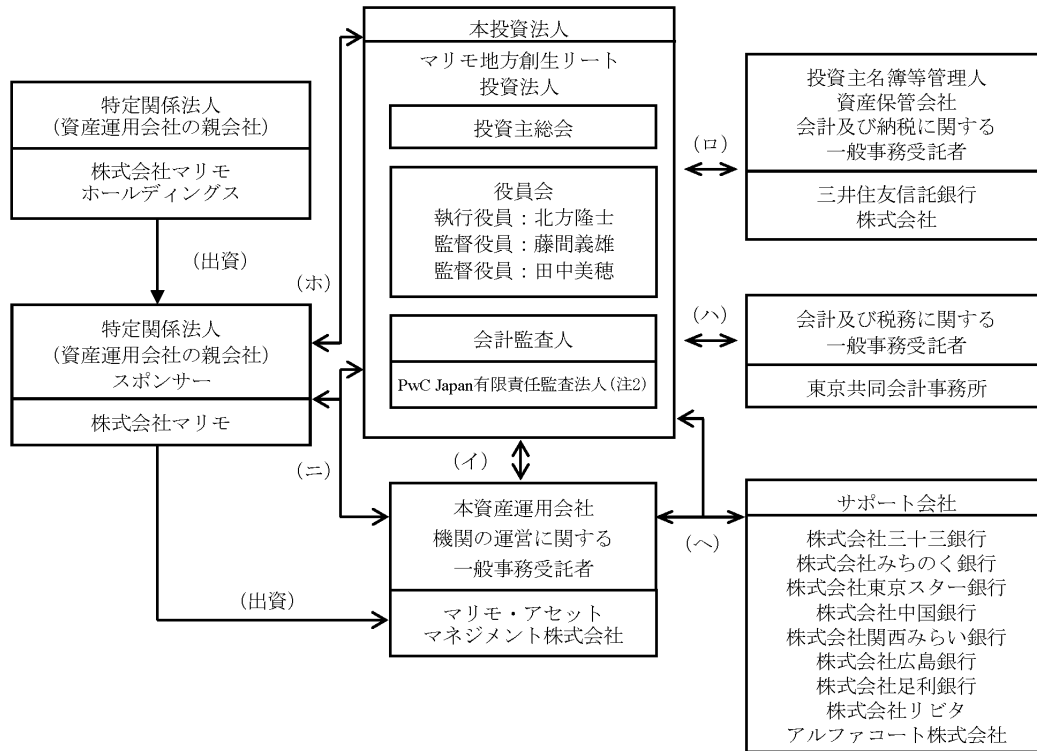 特定関係法人
(資産運用会社の親会社)
株式会社マリモ
ホールディングス
(出資)
特定関係法人
(資産運用会社の親会社)
スポンサー
株式会社マリモ
(出資)
(ホ)
(ニ)
本投資法人
マリモ地方創生リート
投資法人
投資主総会
役員会
執行役員:北方隆士
監督役員:藤間義雄
監督役員:田中美穂
会計監査人
PwC Japan有限責任監査法人(注2)
(イ)
本資産運用会社
機関の運営に関する
一般事務受託者
マリモ・アセット
マネジメント株式会社
(ロ)
投資主名簿等管理人
資産保管会社
会計及び納税に関する
一般事務受託者
三井住友信託銀行
株式会社
(ハ)
会計及び税務に関する
一般事務受託者
東京共同会計事務所
(ヘ)
サポート会社
株式会社三十三銀行
株式会社みちのく銀行
株式会社東京スター銀行
株式会社中国銀行
株式会社関西みらい銀行
株式会社広島銀行
株式会社足利銀行
株式会社リビタ
アルファコート株式会社